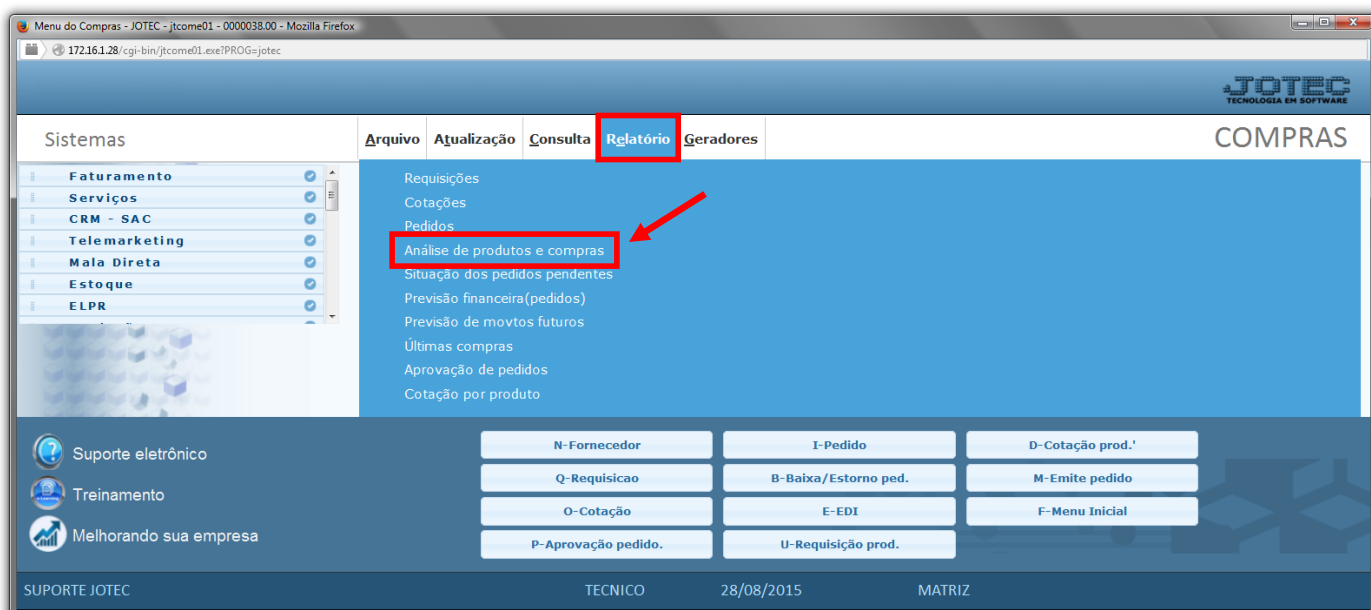 Menu do Compras - JOTEC - jtcome01 - 0000038.00 - Mozilla Firefox
172.16.1.28/cgi-bin/jtcome01.exe?PROG=jotec
JOTEC
TECNOLOGIA EM SOFTWARE
Sistemas
Arquivo Atualização Consulta Relatório Geradores
COMPRAS
Faturamento
Serviços
CRM - SAC
Telemarketing
Mala Direta
Estoque
ELPR
Requisições
Cotações
Pedidos
Análise de produtos e compras
Situação dos pedidos pendentes
Previsão financeira(pedidos)
Previsão de movtos futuros
Últimas compras
Aprovação de pedidos
Cotação por produto
Suporte eletrônico
Treinamento
Melhorando sua empresa
N-Fornecedor I-Pedido D-Cotação prod.'
Q-Requisicao B-Baixa/Estorno ped. M-Emite pedido
O-Cotação E-EDI F-Menu Inicial
P-Aprovação pedido. U-Requisição prod.
SUPORTE JOTEC TECNICO 28/08/2015 MATRIZ